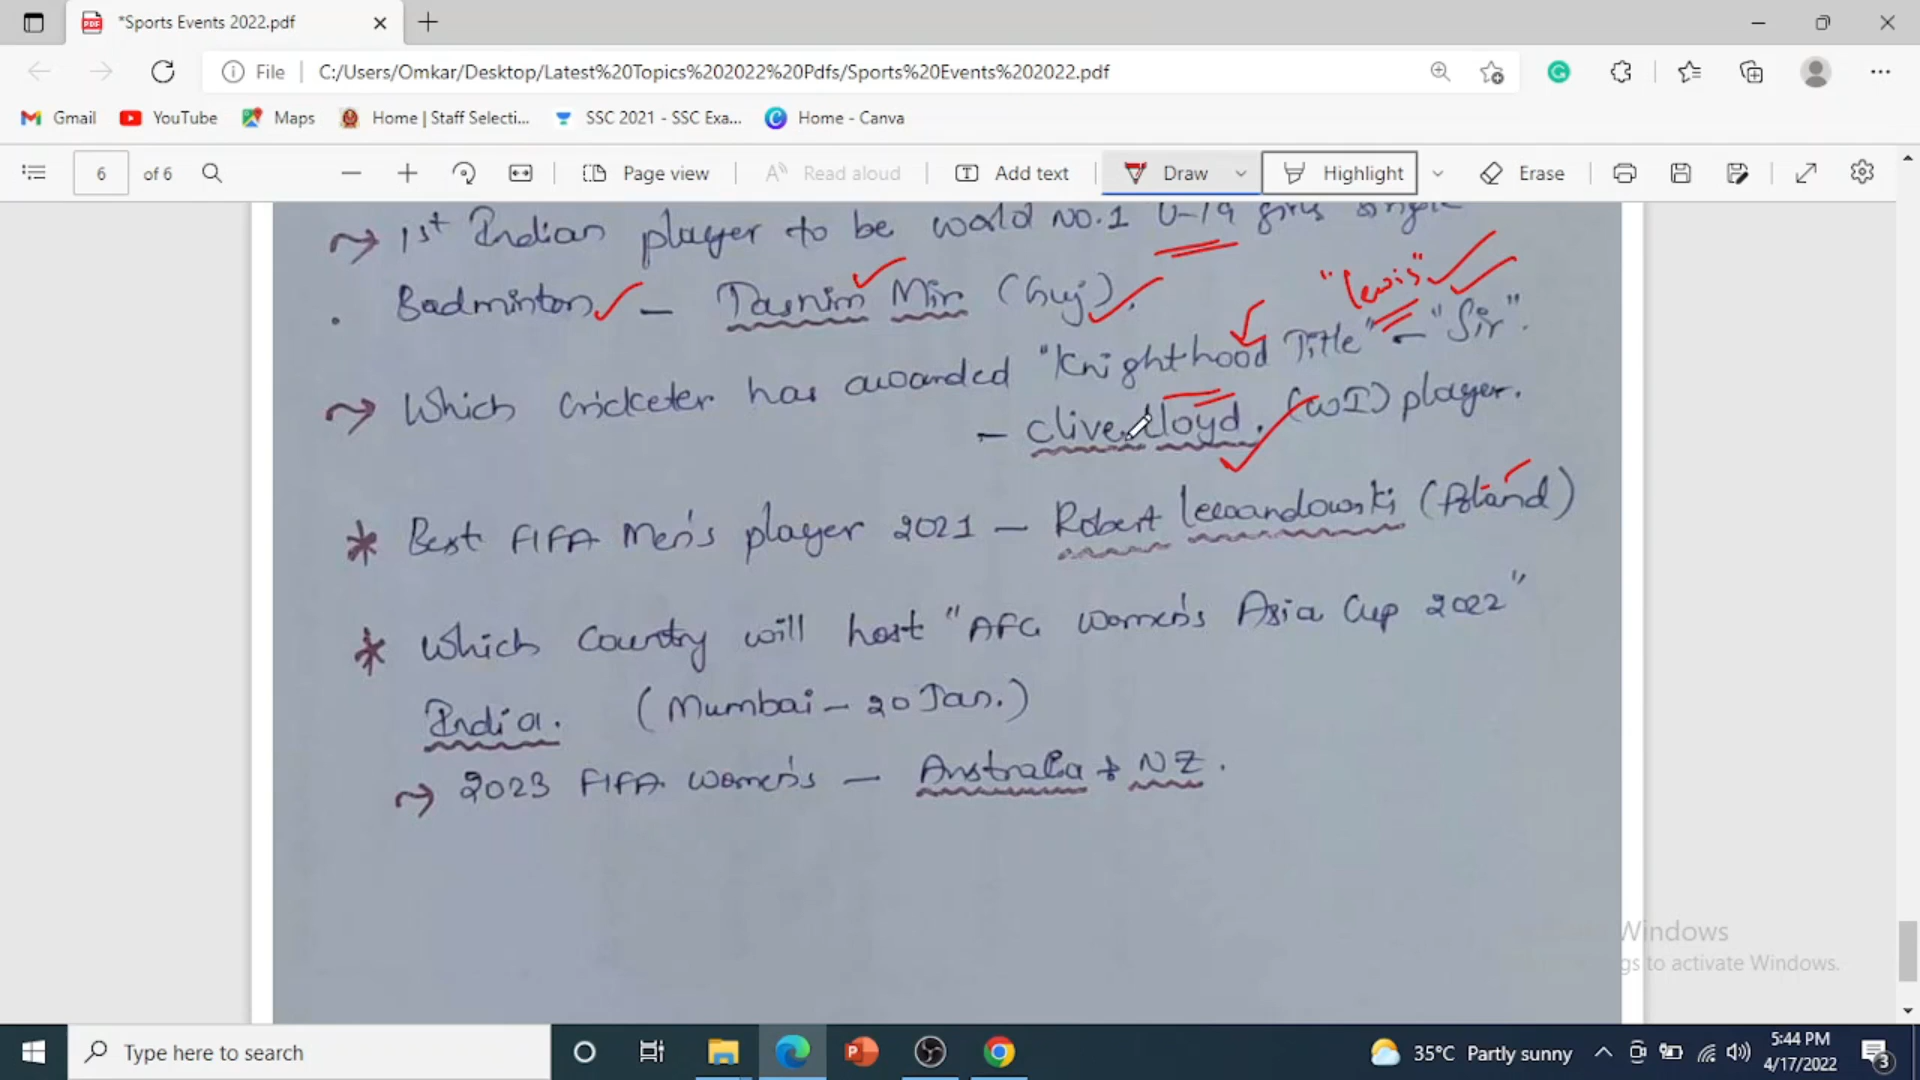 *Sports Events 2022.pdf
File
C:/Users/Omkar/Desktop/Latest%20Topics%202022%20Pdfs/Sports%20Events%202022.pdf
Gmail YouTube Maps Home | Staff Selecti... SSC 2021 - SSC Exa... Home - Canva
6 of 6 Page view Read aloud Add text Draw Highlight Erase
1st Indian player to be world No.1 U-19 girls single
Badminton - Tasnim Mir (Guj).
"lewis"
Which cricketer has awarded "Knighthood Title" - "Sir".
- Clive lloyd. (WI) player.
* Best FIFA Men's player 2021 - Robert lewandowski (Poland)
* Which Country will host "AFC women's Asia Cup 2022"
India. (Mumbai - 20 Jan.)
2023 FIFA women's - Australia + NZ.
Windows
gs to activate Windows.
Type here to search
35°C Partly sunny
5:44 PM
4/17/2022
3